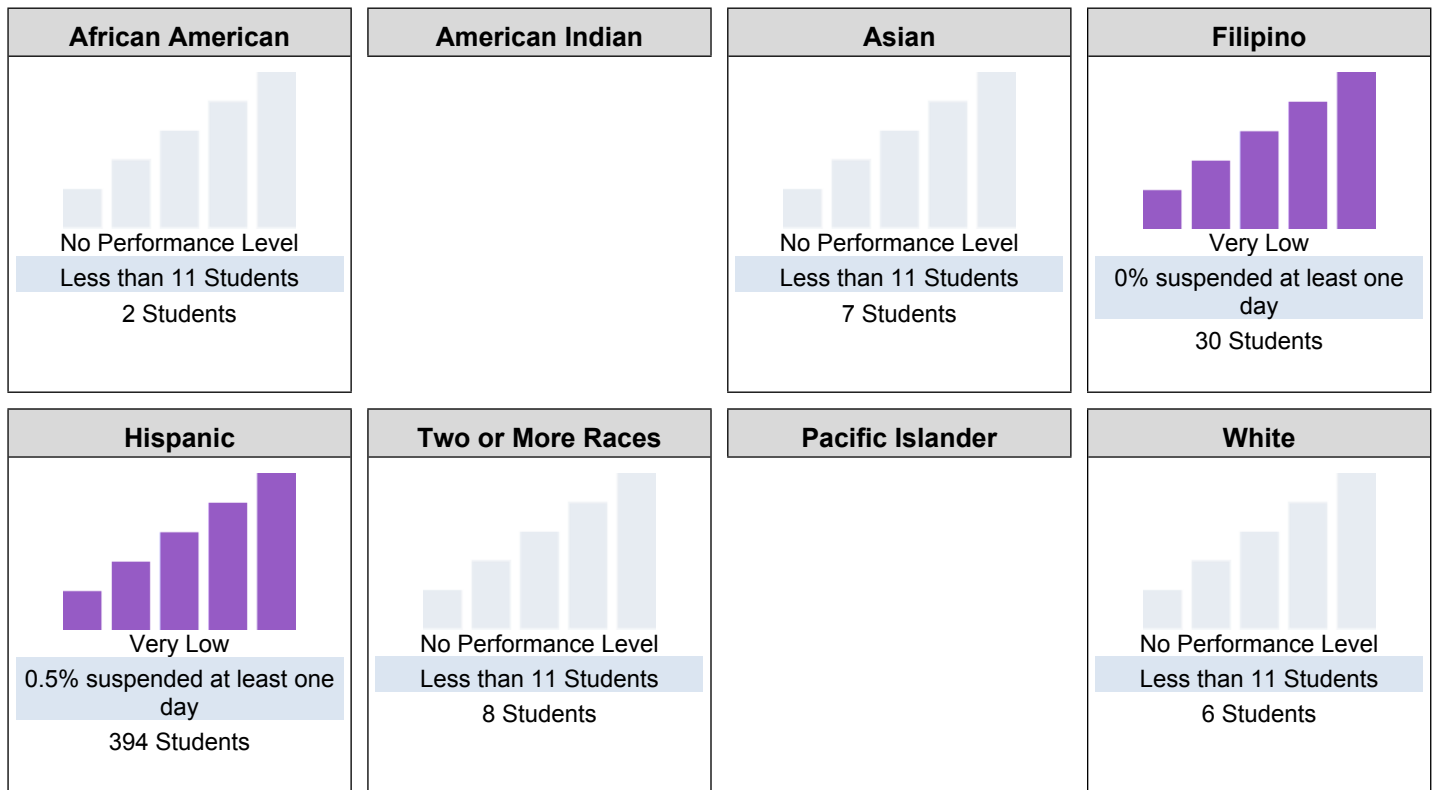 African American
No Performance Level
Less than 11 Students
2 Students
American Indian
Asian
No Performance Level
Less than 11 Students
7 Students
Filipino
Very Low
0% suspended at least one
day
30 Students
Hispanic
Very Low
0.5% suspended at least one
day
394 Students
Two or More Races
No Performance Level
Less than 11 Students
8 Students
Pacific Islander
White
No Performance Level
Less than 11 Students
6 Students